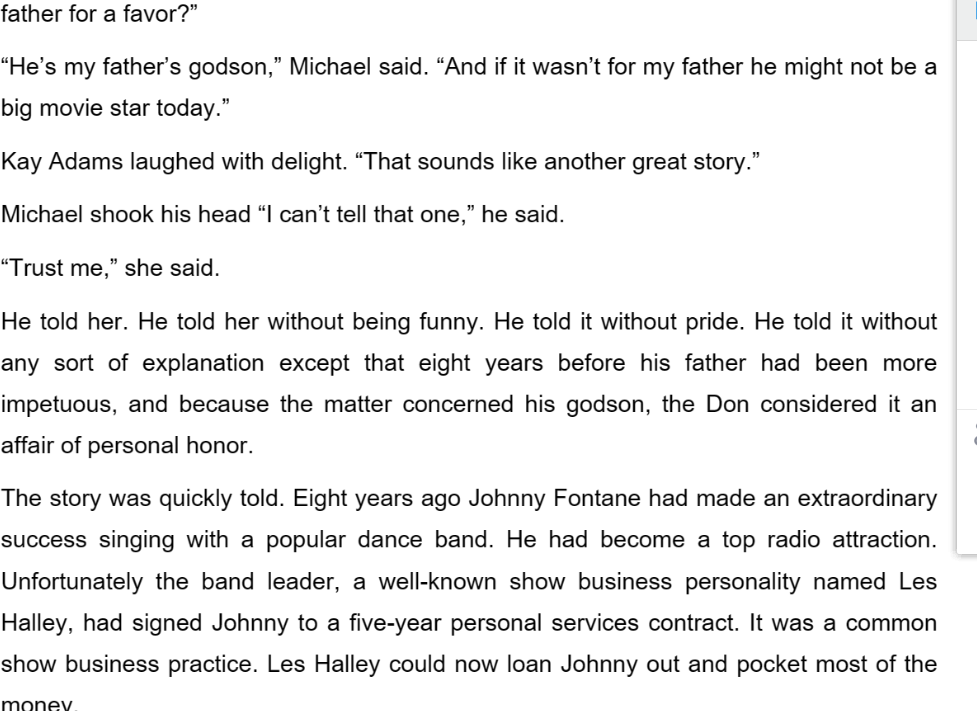 father for a favor?”
“He’s my father’s godson,” Michael said. “And if it wasn’t for my father he might not be a
big movie star today.”
Kay Adams laughed with delight. “That sounds like another great story.”
Michael shook his head “I can’t tell that one,” he said.
“Trust me,” she said.
He told her. He told her without being funny. He told it without pride. He told it without
any sort of explanation except that eight years before his father had been more
impetuous, and because the matter concerned his godson, the Don considered it an
affair of personal honor.
The story was quickly told. Eight years ago Johnny Fontane had made an extraordinary
success singing with a popular dance band. He had become a top radio attraction.
Unfortunately the band leader, a well-known show business personality named Les
Halley, had signed Johnny to a five-year personal services contract. It was a common
show business practice. Les Halley could now loan Johnny out and pocket most of the
money.